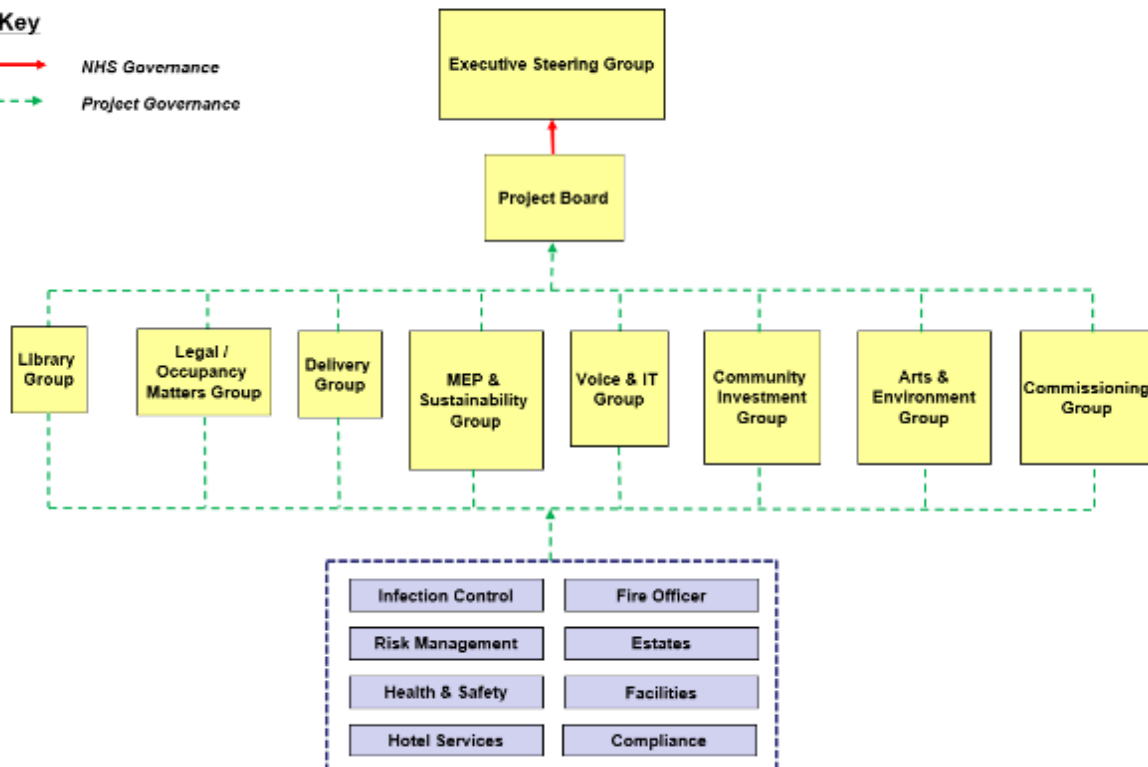 Key
NHS Governance
Project Governance
Executive Steering Group
Project Board
Library
Group
Legal /
Occupancy
Matters Group
Delivery
Group
MEP &
Sustainability
Group
Voice & IT
Group
Community
Investment
Group
Arts &
Environment
Group
Commissioning
Group
Infection Control
Fire Officer
Risk Management
Estates
Health & Safety
Facilities
Hotel Services
Compliance